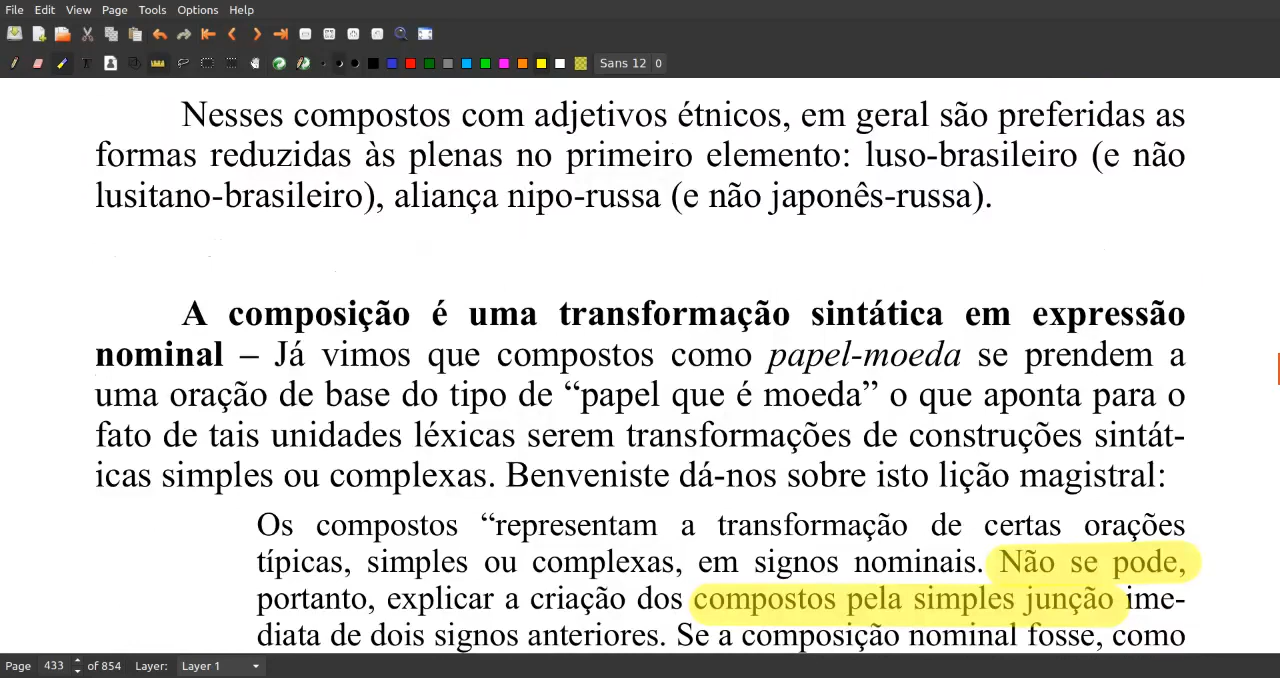 File Edit View Page Tools Options Help
Sans 12 0
Nesses compostos com adjetivos étnicos, em geral são preferidas as
formas reduzidas às plenas no primeiro elemento: luso-brasileiro (e não
lusitano-brasileiro), aliança nipo-russa (e não japonês-russa).
A composição é uma transformação sintática em expressão
nominal – Já vimos que compostos como papel-moeda se prendem a
uma oração de base do tipo de “papel que é moeda” o que aponta para o
fato de tais unidades léxicas serem transformações de construções sintát-
icas simples ou complexas. Benveniste dá-nos sobre isto lição magistral:
Os compostos “representam a transformação de certas orações
típicas, simples ou complexas, em signos nominais. Não se pode,
portanto, explicar a criação dos compostos pela simples junção ime-
diata de dois signos anteriores. Se a composição nominal fosse, como
Page 433 of 854 Layer: Layer 1